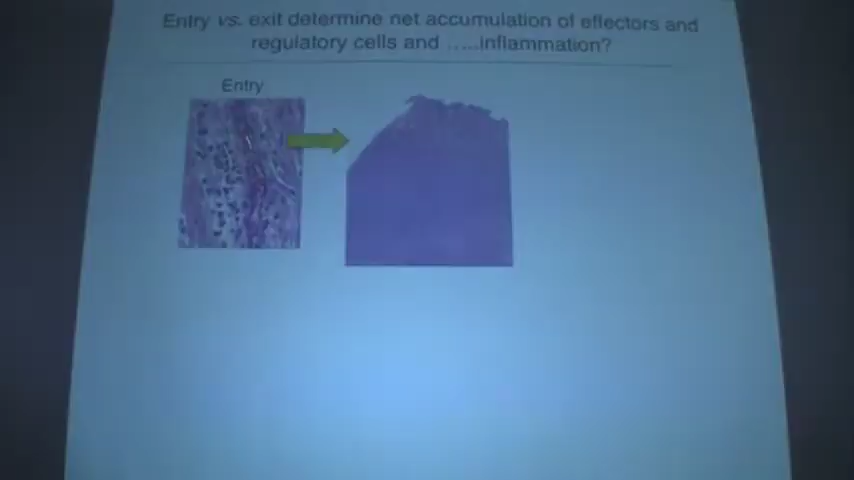 Entry vs. exit determine net accumulation of effectors and
regulatory cells and …..inflammation?
Entry